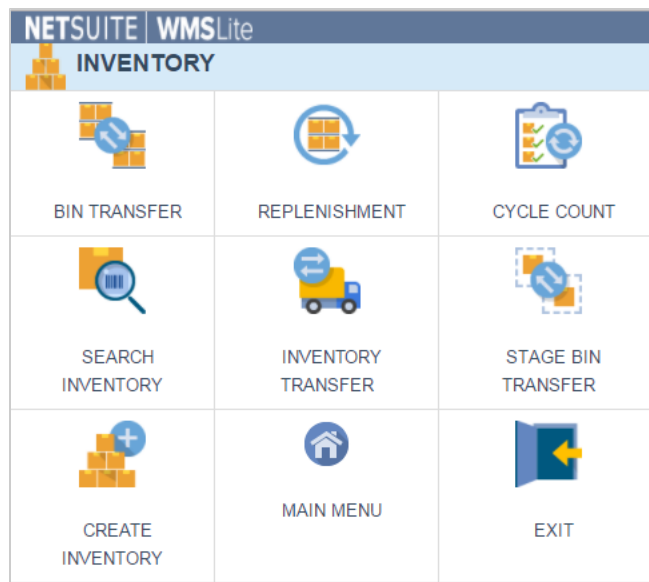 NETSUITE WMSLite
INVENTORY
BIN TRANSFER
REPLENISHMENT
CYCLE COUNT
SEARCH
INVENTORY
INVENTORY
TRANSFER
STAGE BIN
TRANSFER
CREATE
INVENTORY
MAIN MENU
EXIT